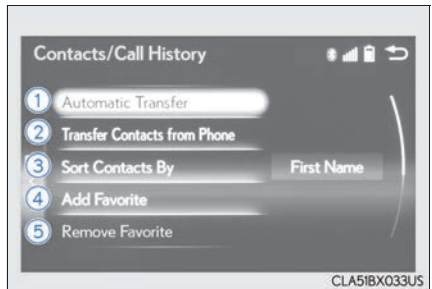 Contacts/Call History
1 Automatic Transfer
2 Transfer Contacts from Phone
3 Sort Contacts By First Name
4 Add Favorite
5 Remove Favorite
CLA51BX033US